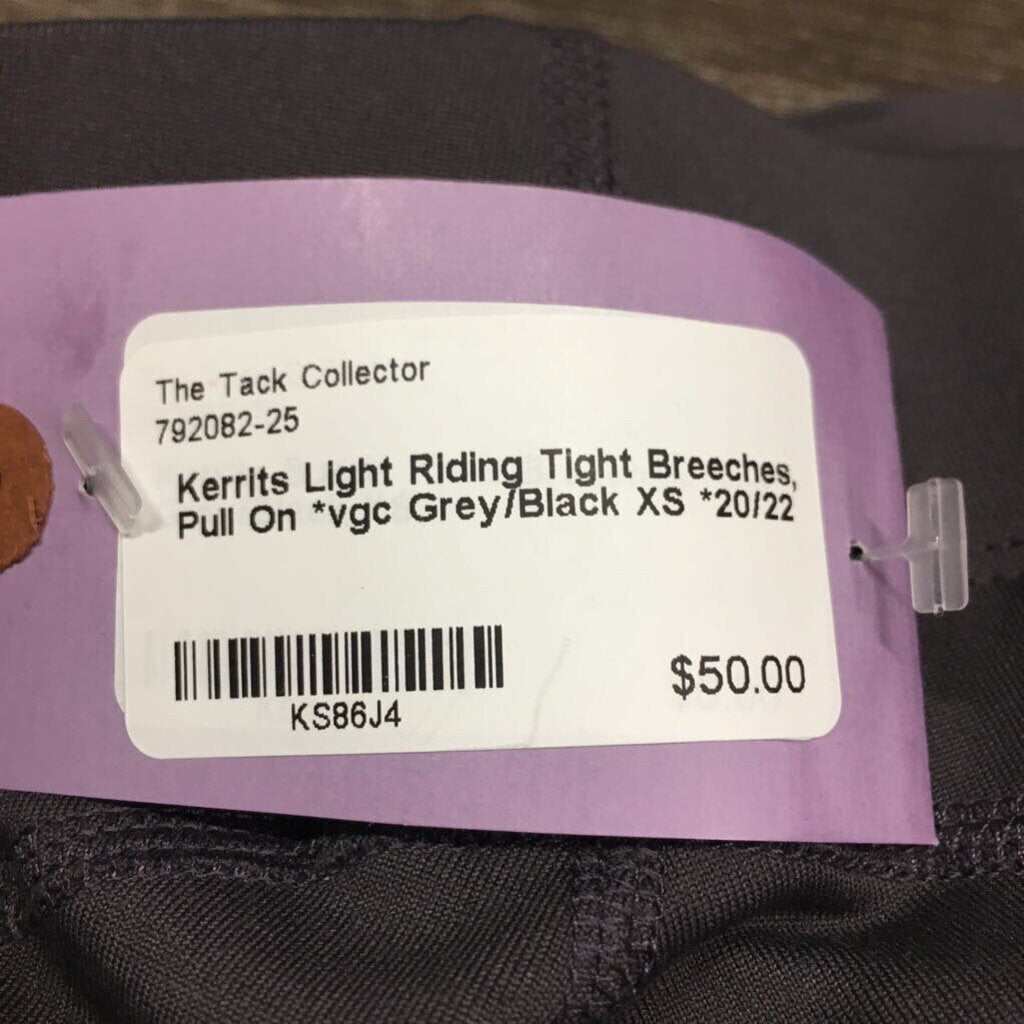 The Tack Collector
792082-25
Kerrits Light Riding Tight Breeches,
Pull On *vgc Grey/Black XS *20/22
KS86J4
$50.00